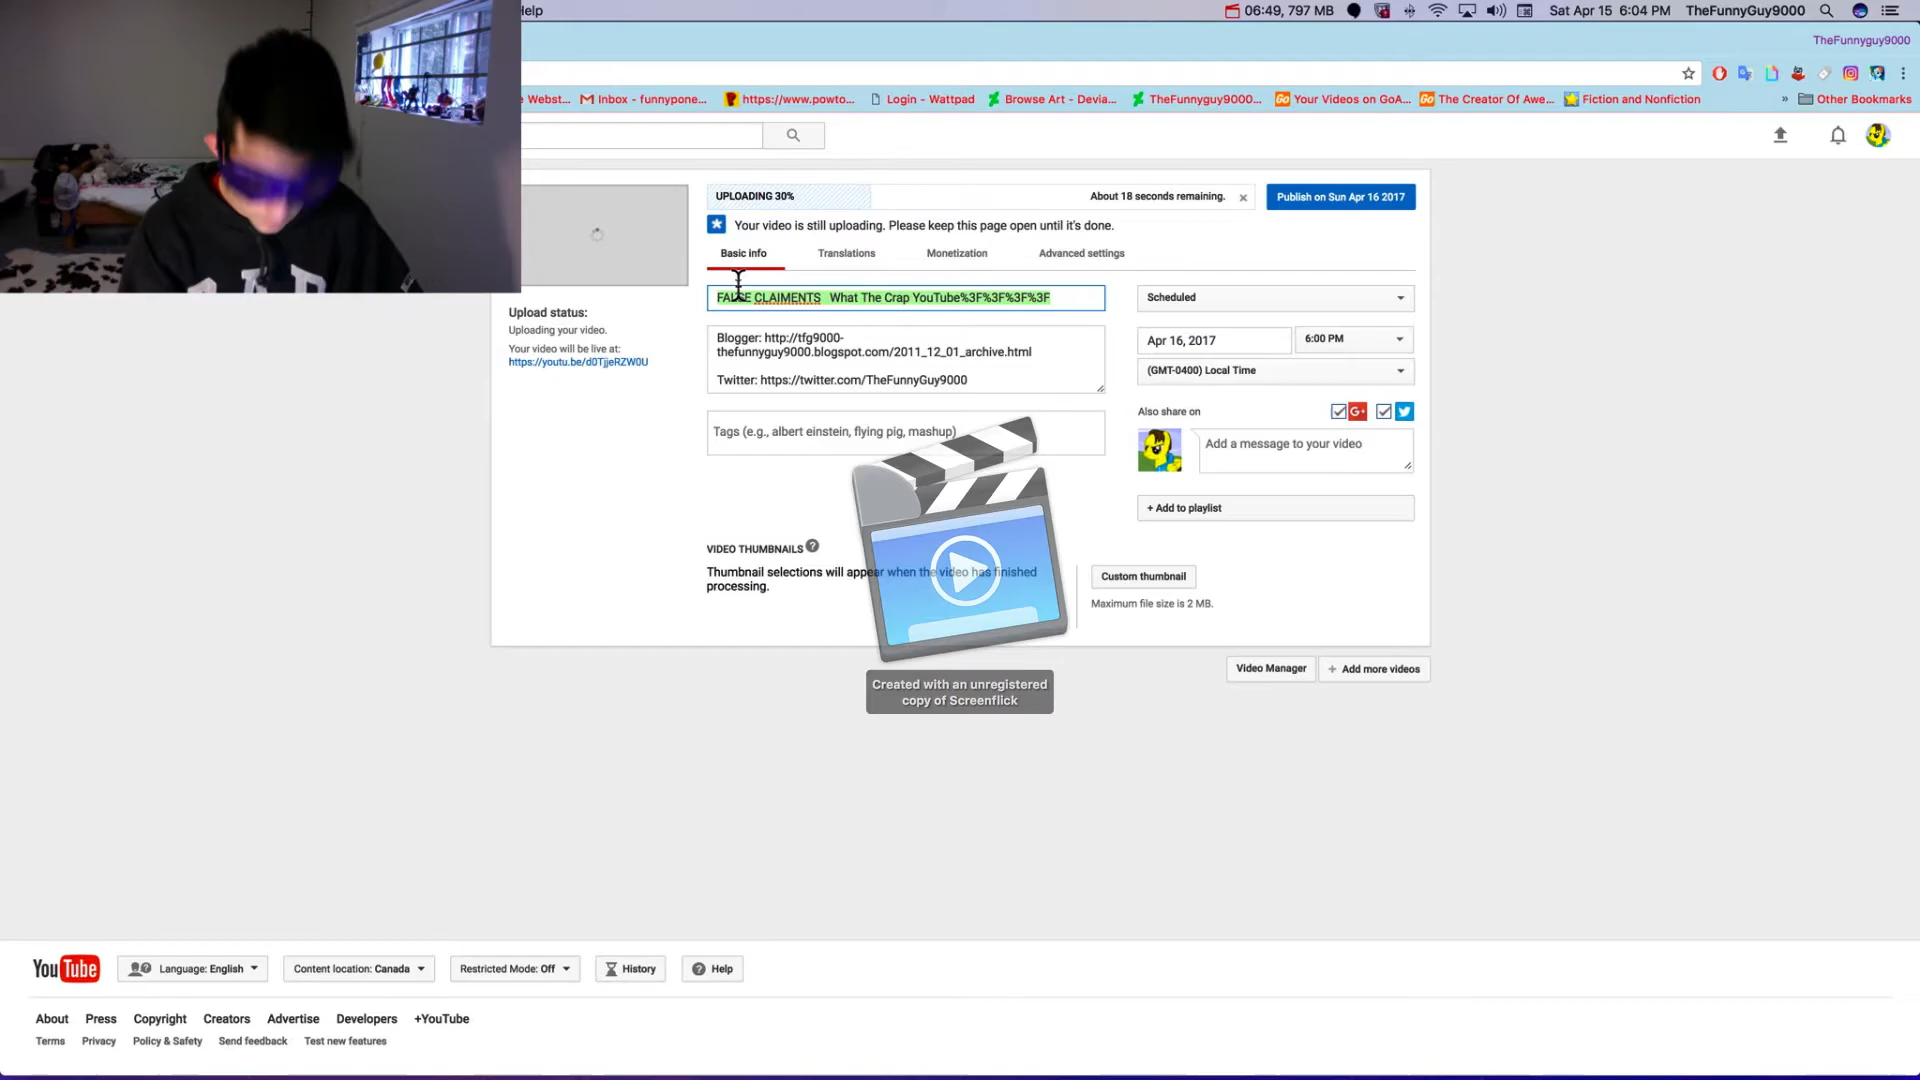 Help
06:49, 797 MB
Sat Apr 15 6:04 PM
TheFunnyGuy9000
TheFunnyguy9000
e Webst...
Inbox - funnypone...
https://www.powto...
Login - Wattpad
Browse Art - Devia...
TheFunnyguy9000...
Your Videos on GoA...
The Creator Of Awe...
Fiction and Nonfiction
»
Other Bookmarks
UPLOADING 30%
About 18 seconds remaining.
Publish on Sun Apr 16 2017
Your video is still uploading. Please keep this page open until it's done.
Basic info
Translations
Monetization
Advanced settings
FALSE CLAIMENTS   What The Crap YouTube%3F%3F%3F%3F
Scheduled
Upload status:
Uploading your video.
Your video will be live at:
https://youtu.be/d0TjjeRZW0U
Blogger: http://tfg9000-
thefunnyguy9000.blogspot.com/2011_12_01_archive.html
Twitter: https://twitter.com/TheFunnyGuy9000
Apr 16, 2017
6:00 PM
(GMT-0400) Local Time
Tags (e.g., albert einstein, flying pig, mashup)
Also share on
G+
Add a message to your video
+ Add to playlist
VIDEO THUMBNAILS ?
Thumbnail selections will appear when the video has finished
processing.
Custom thumbnail
Maximum file size is 2 MB.
Video Manager
+ Add more videos
Created with an unregistered
copy of Screenflick
YouTube
Language: English
Content location: Canada
Restricted Mode: Off
History
Help
About
Press
Copyright
Creators
Advertise
Developers
+YouTube
Terms
Privacy
Policy & Safety
Send feedback
Test new features